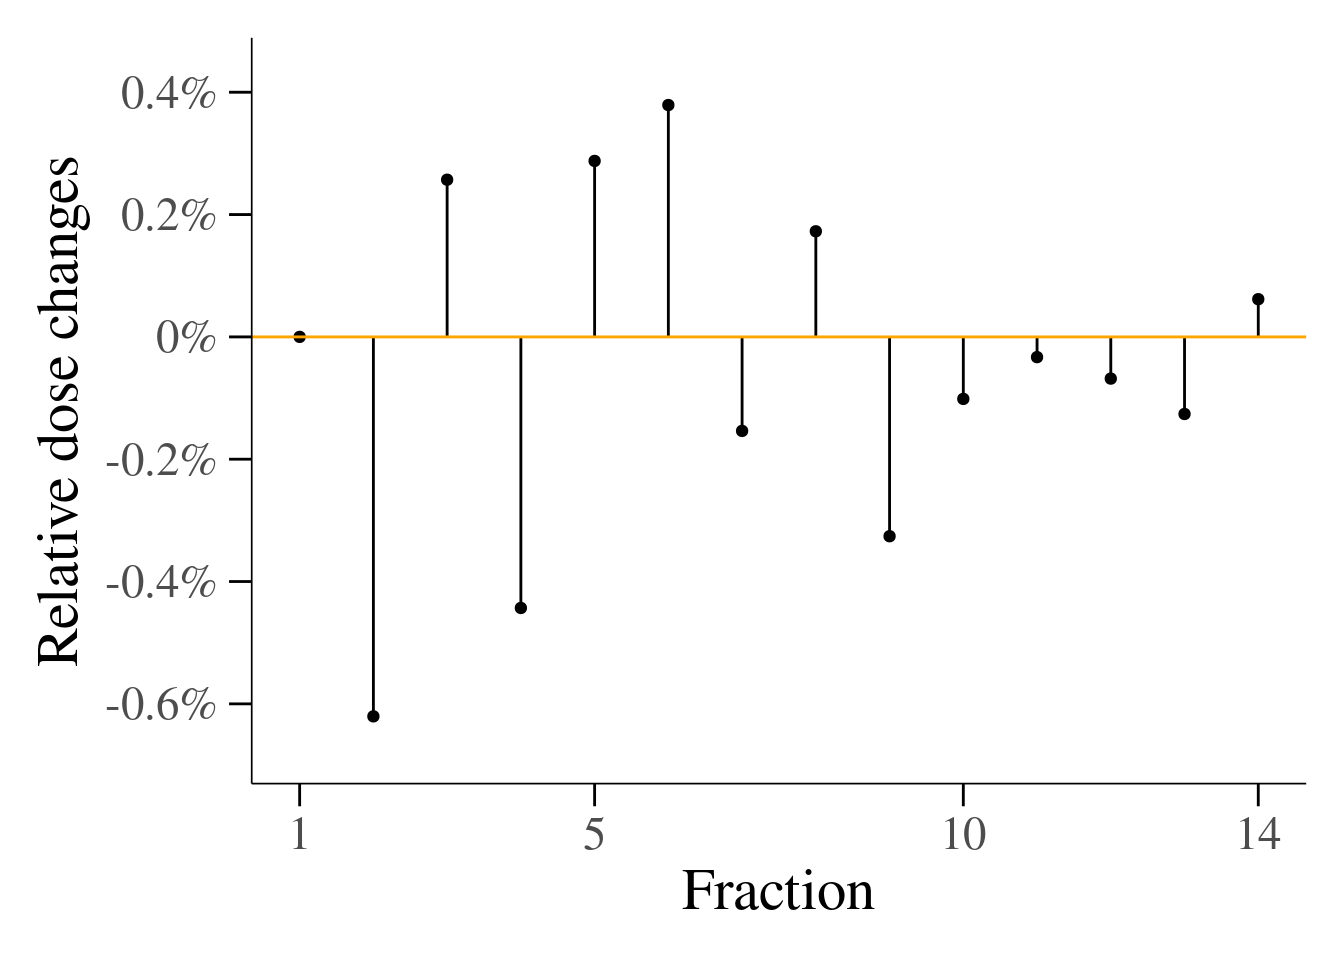 Relative dose changes
0.4%
0.2%
0%
-0.2%
-0.4%
-0.6%
1 5 10 14
Fraction